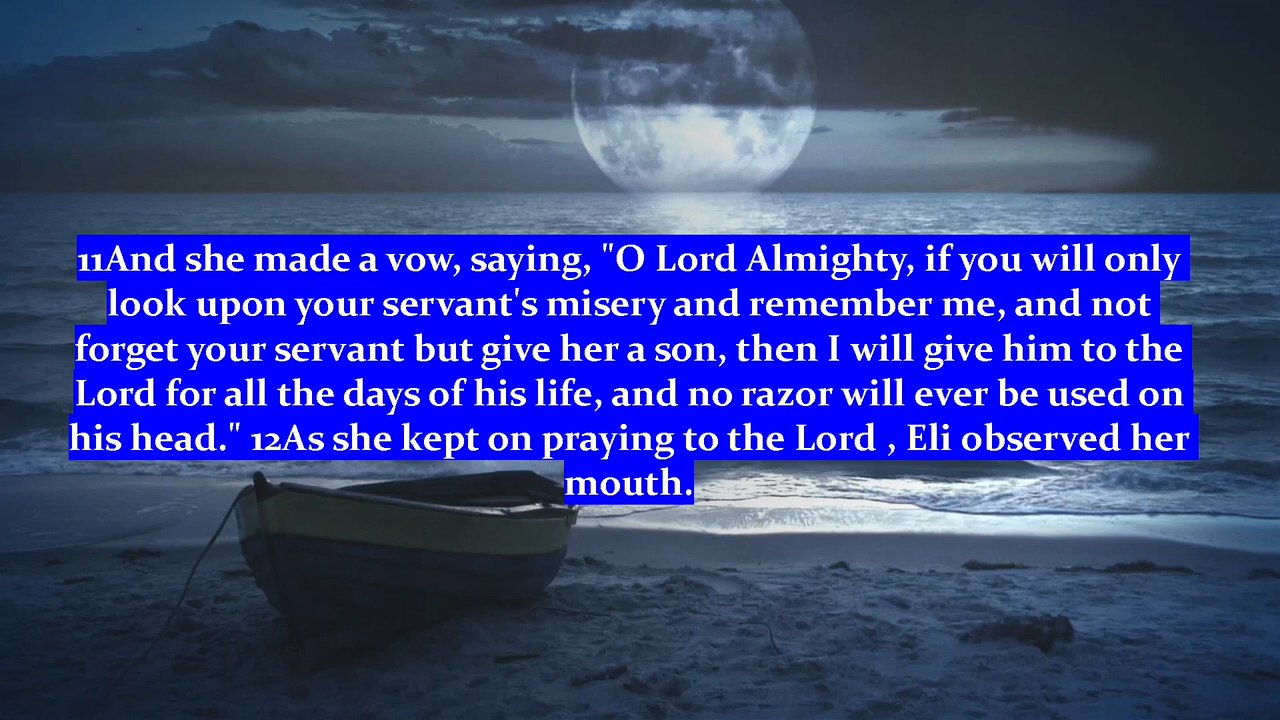 11And she made a vow, saying, "O Lord Almighty, if you will only
look upon your servant's misery and remember me, and not
forget your servant but give her a son, then I will give him to the
Lord for all the days of his life, and no razor will ever be used on
his head." 12As she kept on praying to the Lord , Eli observed her
mouth.